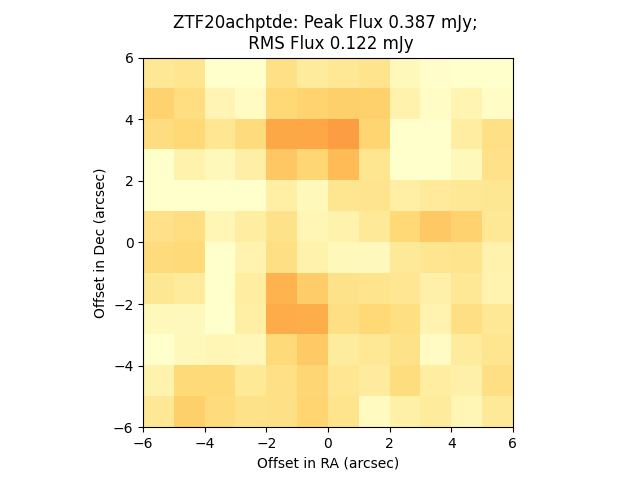 ZTF20achptde: Peak Flux 0.387 mJy;
RMS Flux 0.122 mJy
6
4
2
0
−2
−4
−6
Offset in Dec (arcsec)
−6 −4 −2 0 2 4 6
Offset in RA (arcsec)